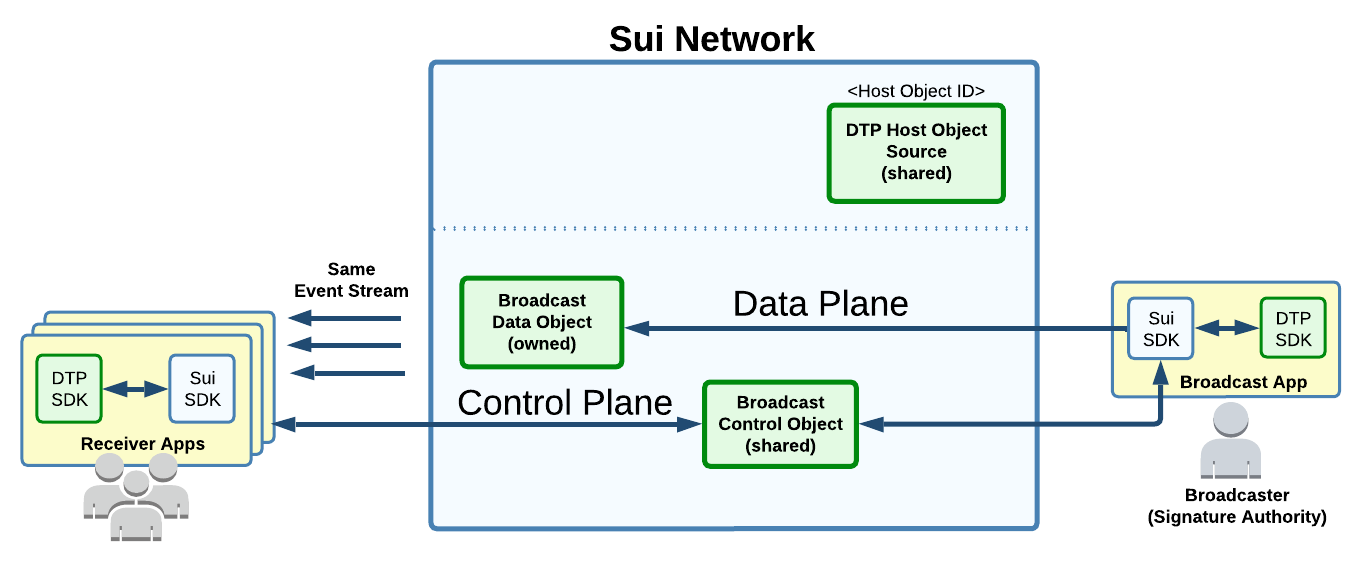 Sui Network
<Host Object ID>
DTP Host Object
Source
(shared)
Same
Event Stream
Broadcast
Data Object
(owned)
Data Plane
Sui
SDK
DTP
SDK
Broadcast App
DTP
SDK
Sui
SDK
Receiver Apps
Control Plane
Broadcast
Control Object
(shared)
Broadcaster
(Signature Authority)